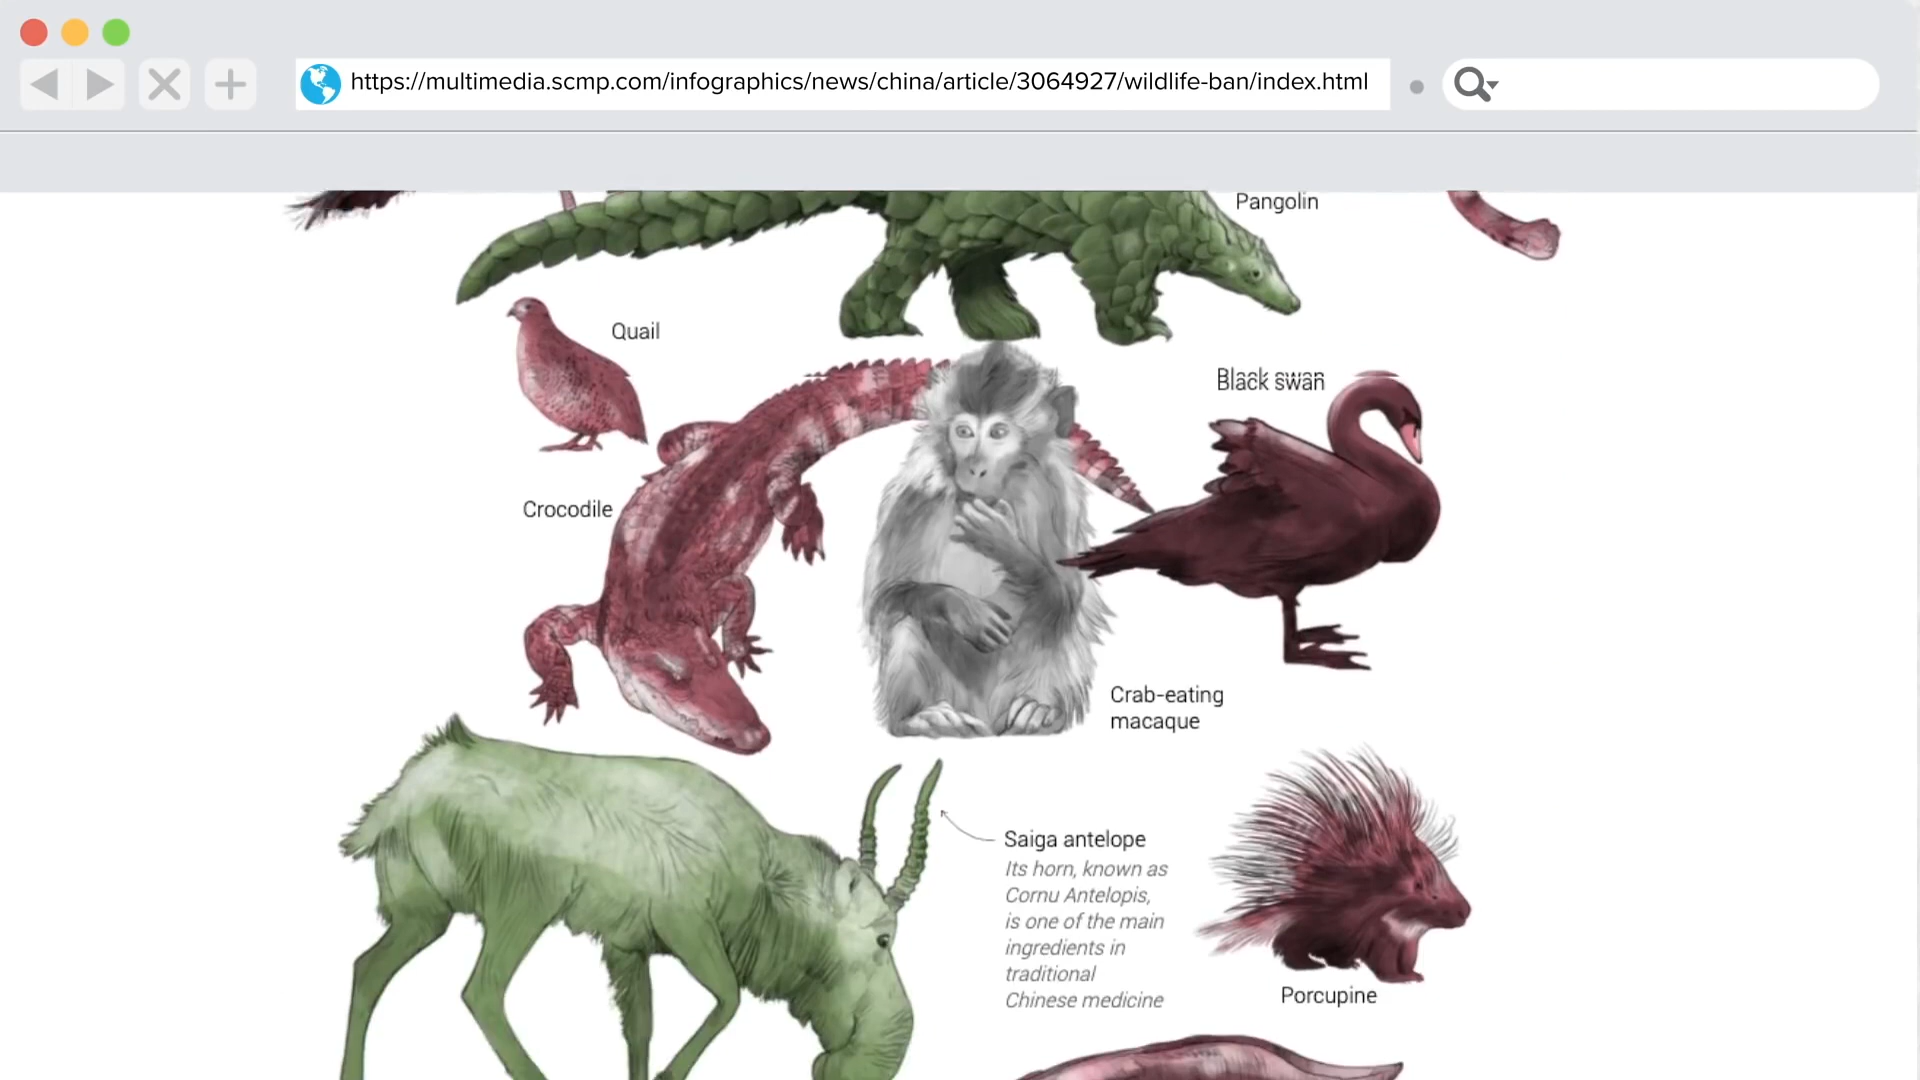 https://multimedia.scmp.com/infographics/news/china/article/3064927/wildlife-ban/index.html
Pangolin
Quail
Black swan
Crocodile
Crab-eating
macaque
Saiga antelope
Its horn, known as
Cornu Antelopis,
is one of the main
ingredients in
traditional
Chinese medicine
Porcupine